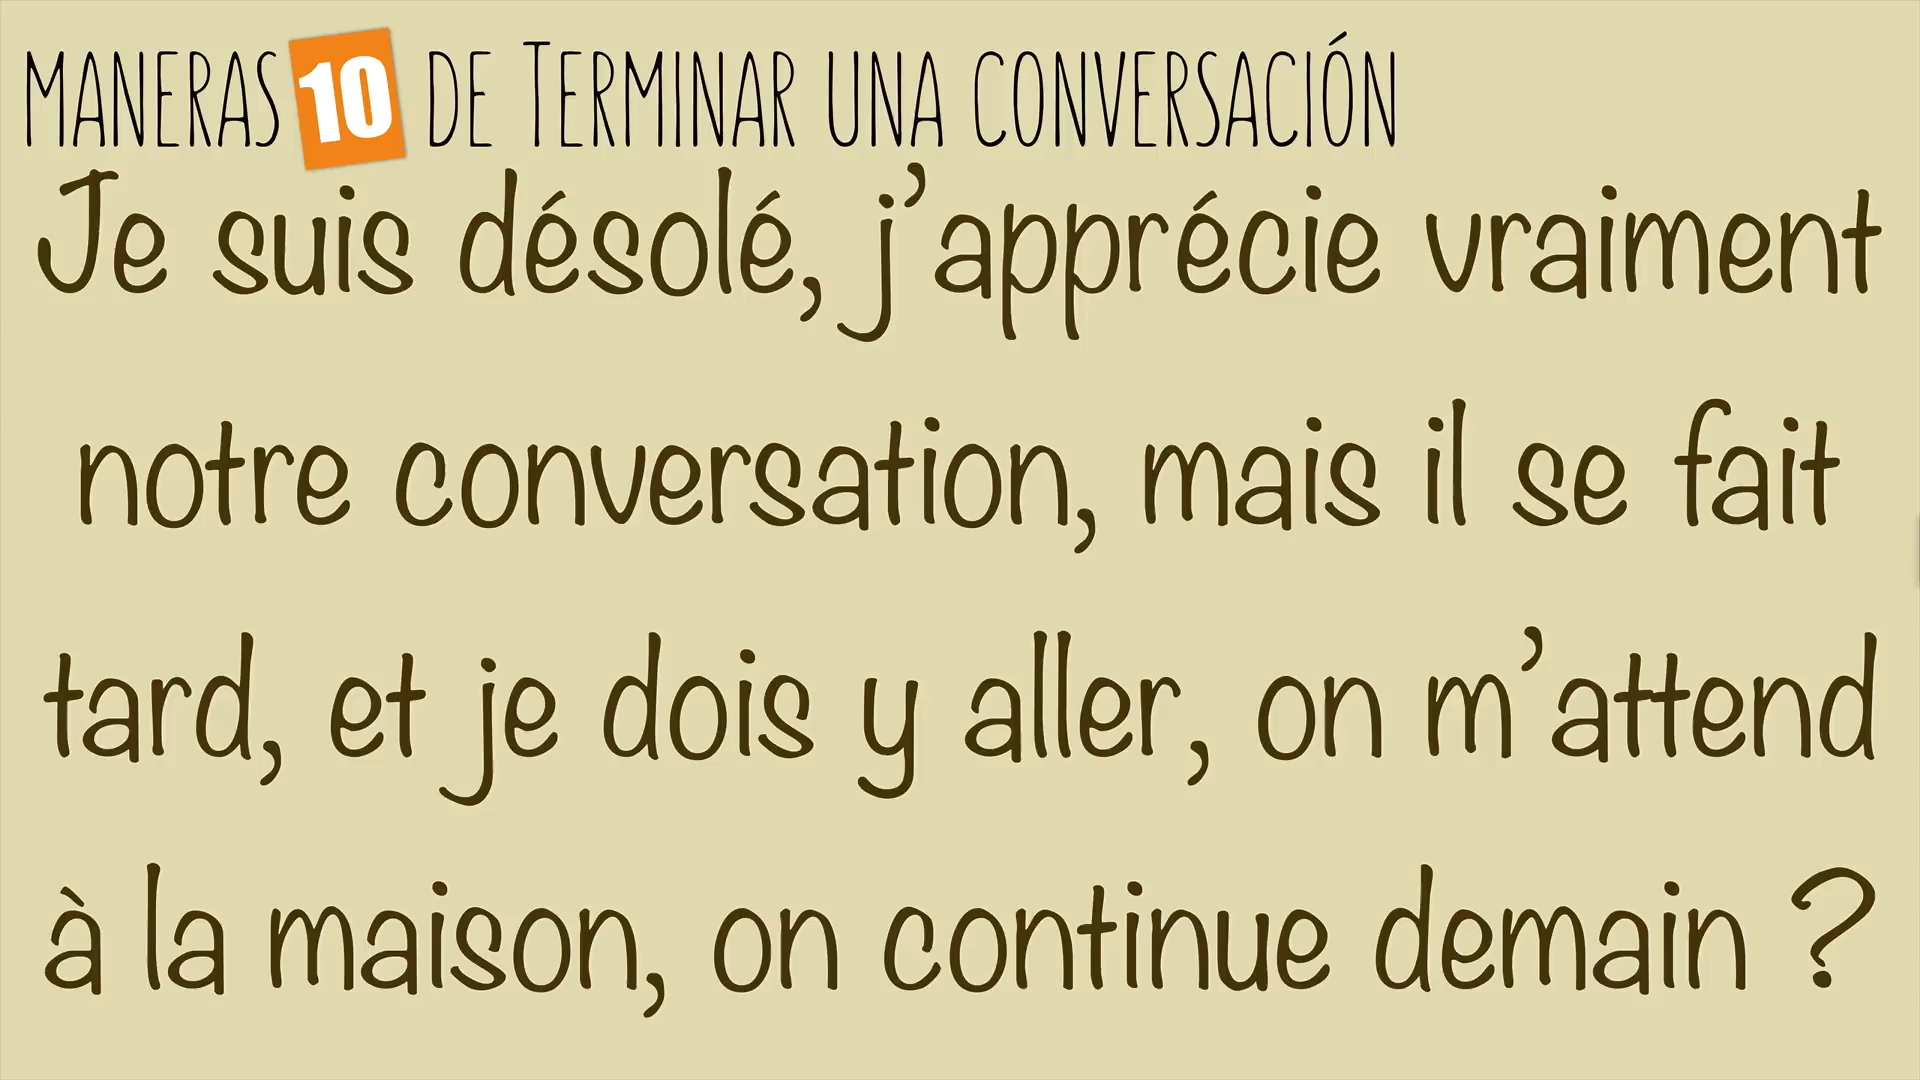 MANERAS 10 DE TERMINAR UNA CONVERSACIÓN
Je suis désolé, j’apprécie vraiment
notre conversation, mais il se fait
tard, et je dois y aller, on m’attend
à la maison, on continue demain ?